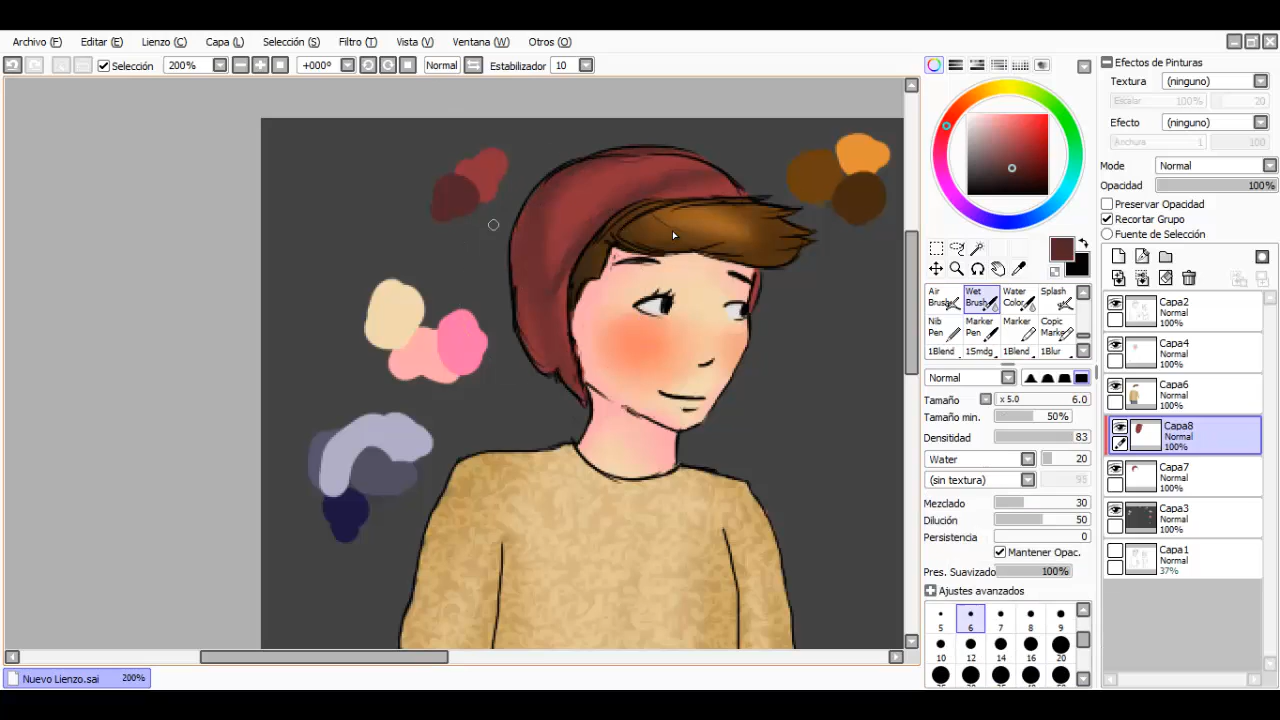 Archivo (F) Editar (E) Lienzo (C) Capa (L) Selección (S) Filtro (T) Vista (V) Ventana (W) Otros (O)
Selección 200% +000º Normal Estabilizador 10
Efectos de Pinturas
Textura (ninguno)
Escalar 100% 20
Efecto (ninguno)
Anchura 1 100
Modo Normal
Opacidad 100%
Preservar Opacidad
Recortar Grupo
Fuente de Selección
Air Brush Wet Brush Water Color Splash
Nib Pen Marker Pen Marker Copic Marke
1Blend 15mdg 1Blend 1Blur
Normal
Tamaño x 5.0 6.0
Tamaño min. 50%
Densitidad 83
Water 20
(sin textura) 95
Mezclado 30
Dilución 50
Persistencia 0
Mantener Opac.
Pres. Suavizado 100%
Ajustes avanzados
5 6 7 8 9
10 12 14 16 20
Capa2
Normal
100%
Capa4
Normal
100%
Capa6
Normal
100%
Capa8
Normal
100%
Capa7
Normal
100%
Capa3
Normal
100%
Capa1
Normal
37%
Nuevo Lienzo.sai 200%